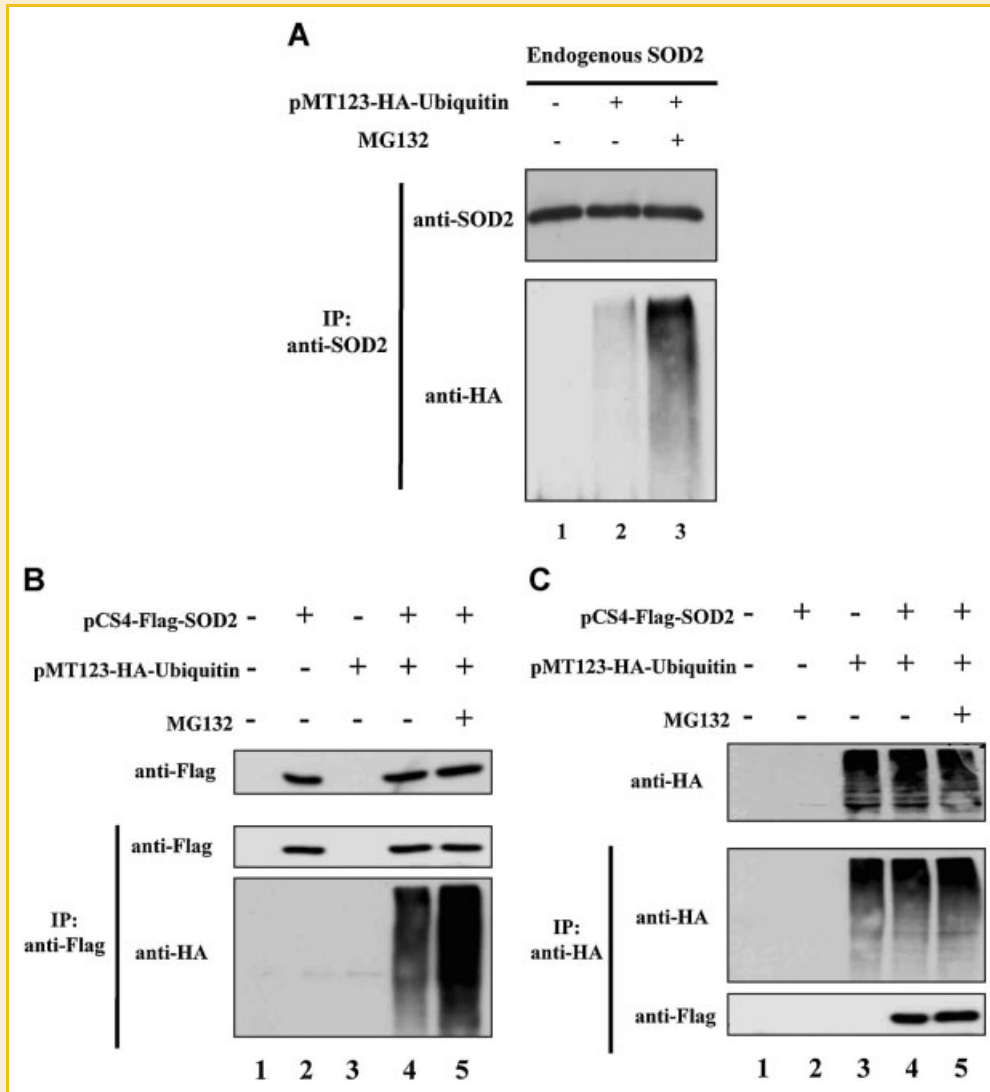 A
Endogenous SOD2
pMT123-HA-Ubiquitin - + +
MG132 - - +
anti-SOD2
IP:
anti-SOD2
anti-HA
1 2 3
B
pCS4-Flag-SOD2 - + - + +
pMT123-HA-Ubiquitin - - + + +
MG132 - - - - +
anti-Flag
anti-Flag
IP:
anti-Flag
anti-HA
1 2 3 4 5
C
pCS4-Flag-SOD2 - + - + +
pMT123-HA-Ubiquitin - - + + +
MG132 - - - - +
anti-HA
anti-HA
IP:
anti-HA
anti-Flag
1 2 3 4 5